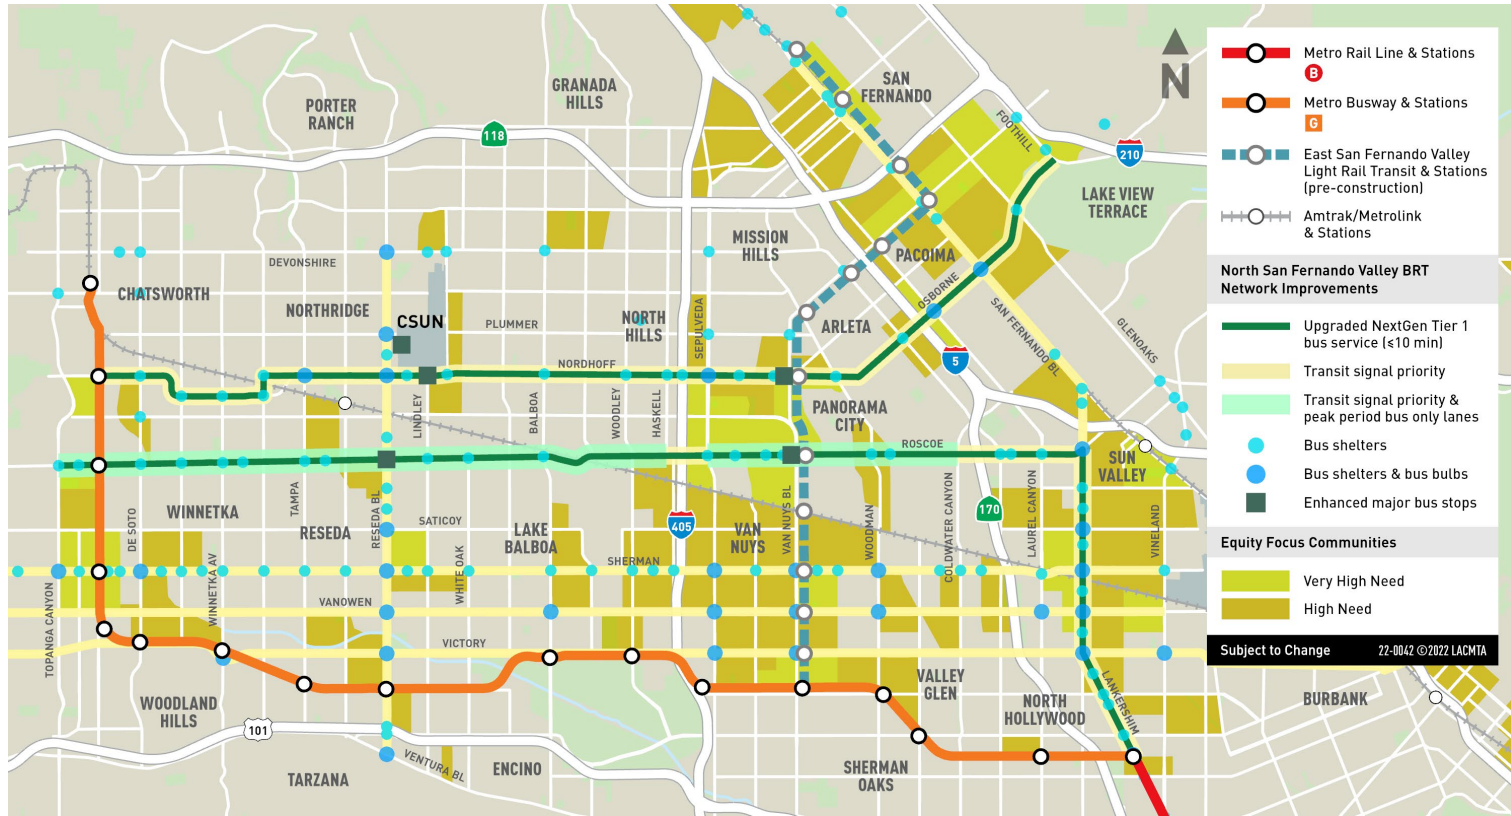 PORTER
RANCH
GRANADA
HILLS
SAN
FERNANDO
118
FOOTHILL
210
LAKE VIEW
TERRACE
MISSION
HILLS
PACOIMA
DEVONSHIRE
CHATSWORTH
NORTHRIDGE
CSUN
PLUMMER
NORTH
HILLS
SEPULVEDA
ARLETA
OSBORNE
SAN FERNANDO BL
GLENOAKS
5
NORDHOFF
LINDLEY
BALBOA
WOODLEY
HASKELL
PANORAMA
CITY
ROSCOE
SUN
VALLEY
WINNETKA
TAMPA
RESEDA BL
DE SOTO
RESEDA
SATICOY
LAKE
BALBOA
405
VAN
NUYS
VAN NUYS BL
WOODMAN
COLDWATER CANYON
170
LAUREL CANYON
VINELAND
SHERMAN
TOPANGA CANYON
WINNETKA AV
WHITE OAK
VANOWEN
VICTORY
WOODLAND
HILLS
101
TARZANA
VENTURA BL
ENCINO
SHERMAN
OAKS
VALLEY
GLEN
NORTH
HOLLYWOOD
LANKERSHIM
BURBANK
N
Metro Rail Line & Stations
B
Metro Busway & Stations
G
East San Fernando Valley
Light Rail Transit & Stations
(pre-construction)
Amtrak/Metrolink
& Stations
North San Fernando Valley BRT
Network Improvements
Upgraded NextGen Tier 1
bus service (≤10 min)
Transit signal priority
Transit signal priority &
peak period bus only lanes
Bus shelters
Bus shelters & bus bulbs
Enhanced major bus stops
Equity Focus Communities
Very High Need
High Need
Subject to Change 22-0042 ©2022 LACMTA